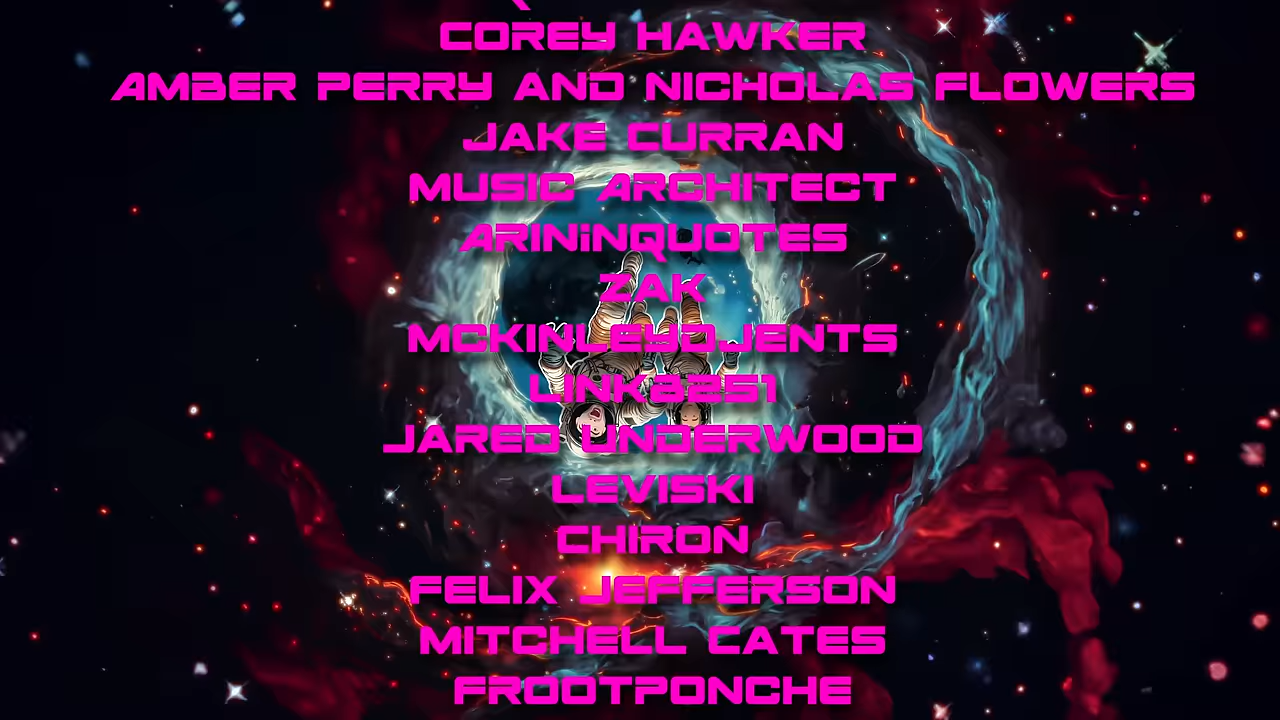 COREY HAWKER
AMBER PERRY AND NICHOLAS FLOWERS
JAKE CURRAN
MUSIC ARCHITECT
ARININQUOTES
ZAK
MCKINLEYDJENTS
LINK8251
JARED UNDERWOOD
LEVISKI
CHIRON
FELIX JEFFERSON
MITCHELL CATES
FROOTPONCHE